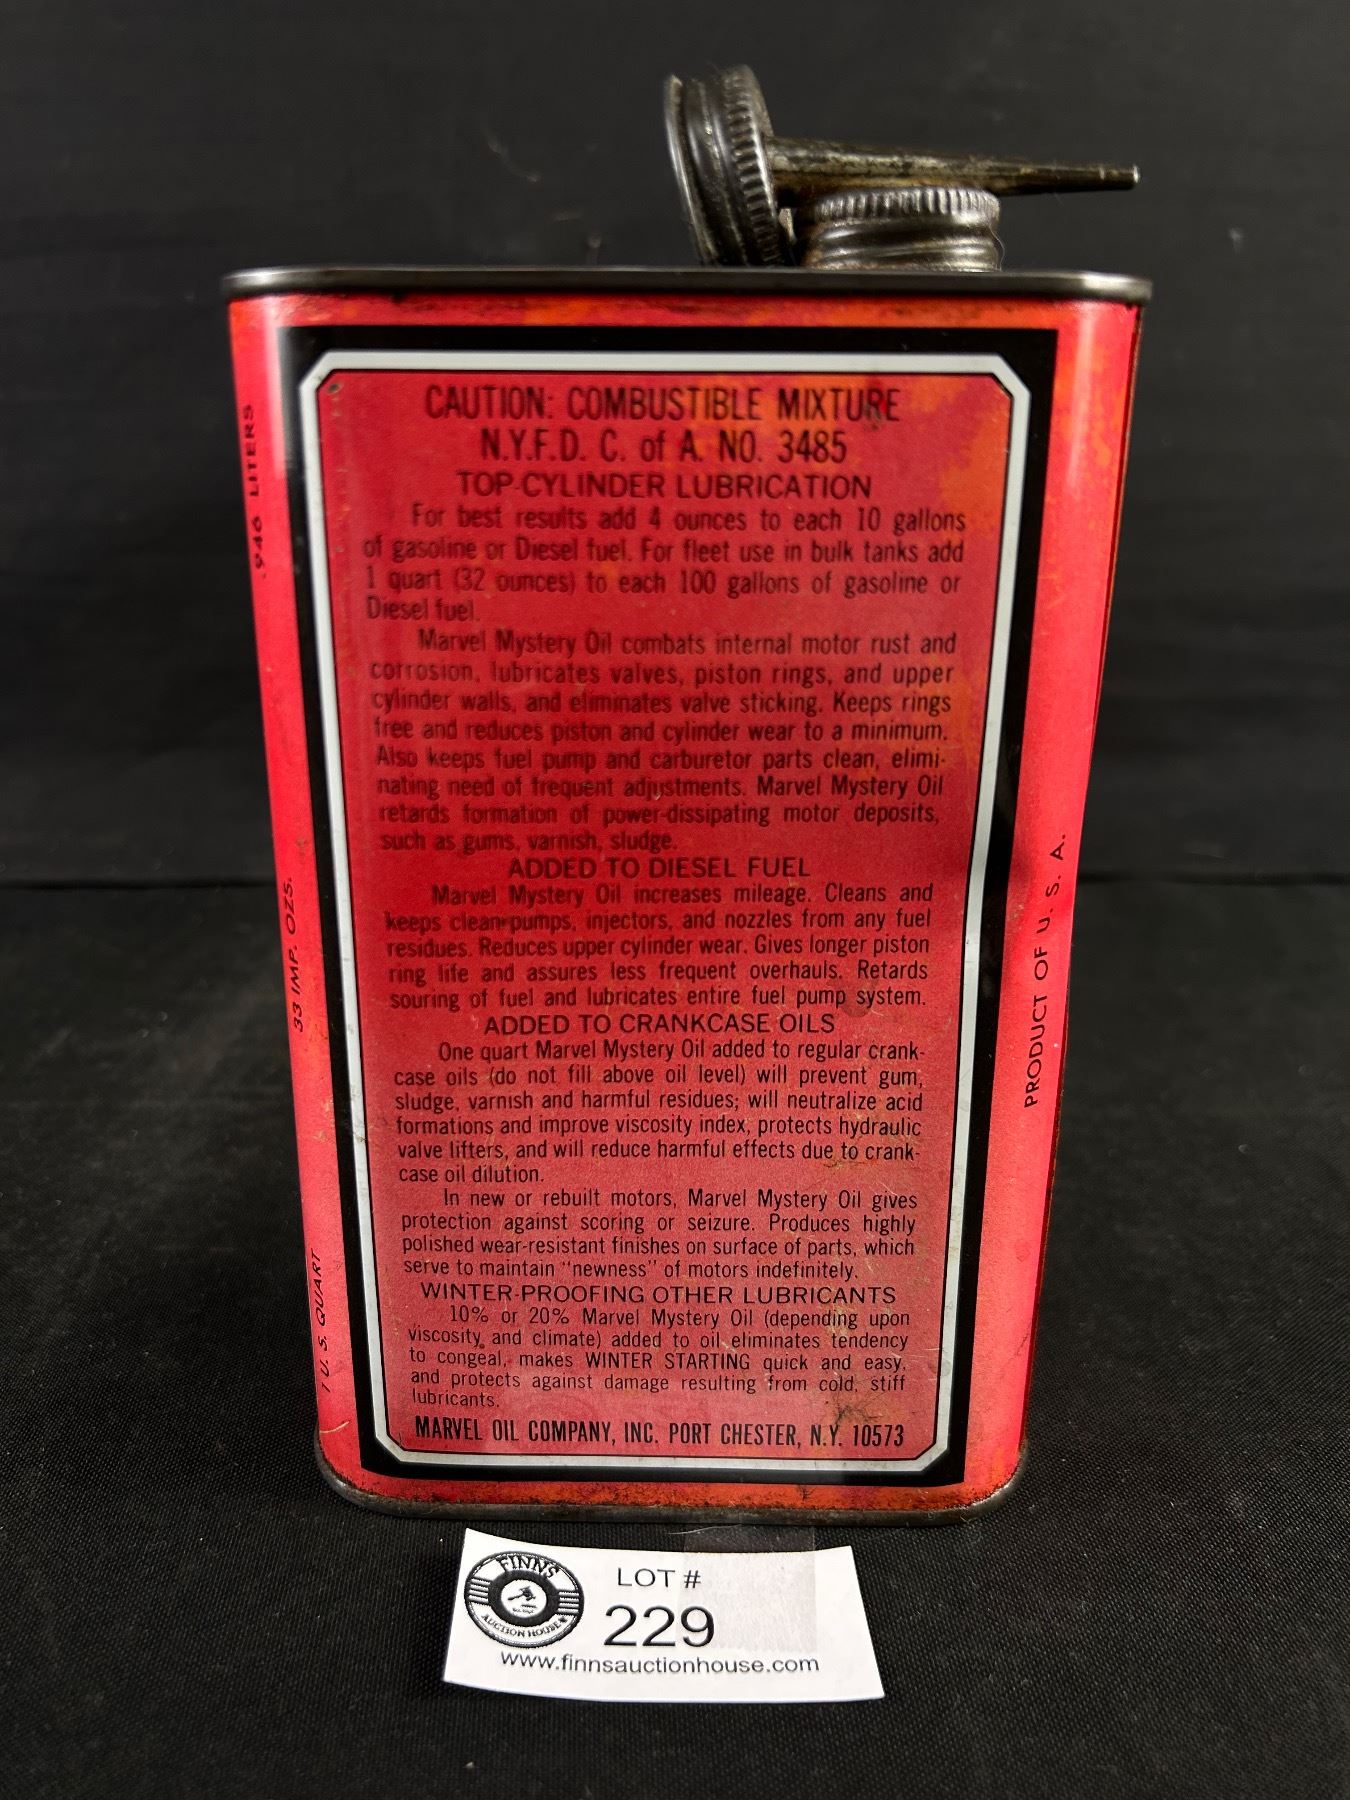 CAUTION: COMBUSTIBLE MIXTURE
N.Y.F.D. C. of A. NO. 3485
TOP-CYLINDER LUBRICATION
For best results add 4 ounces to each 10 gallons
of gasoline or Diesel fuel. For fleet use in bulk tanks add
1 quart (32 ounces) to each 100 gallons of gasoline or
Diesel fuel.
Marvel Mystery Oil combats internal motor rust and
corrosion, lubricates valves, piston rings, and upper
cylinder walls, and eliminates valve sticking. Keeps rings
free and reduces piston and cylinder wear to a minimum.
Also keeps fuel pump and carburetor parts clean, elimi-
nating need of frequent adjustments. Marvel Mystery Oil
retards formation of power-dissipating motor deposits,
such as gums, varnish, sludge.
ADDED TO DIESEL FUEL
Marvel Mystery Oil increases mileage. Cleans and
keeps clean pumps, injectors, and nozzles from any fuel
residues. Reduces upper cylinder wear. Gives longer piston
ring life and assures less frequent overhauls. Retards
souring of fuel and lubricates entire fuel pump system.
ADDED TO CRANKCASE OILS
One quart Marvel Mystery Oil added to regular crank-
case oils (do not fill above oil level) will prevent gum,
sludge, varnish and harmful residues; will neutralize acid
formations and improve viscosity index, protects hydraulic
valve lifters, and will reduce harmful effects due to crank-
case oil dilution.
In new or rebuilt motors, Marvel Mystery Oil gives
protection against scoring or seizure. Produces highly
polished wear-resistant finishes on surface of parts, which
serve to maintain "newness" of motors indefinitely.
WINTER-PROOFING OTHER LUBRICANTS
10% or 20% Marvel Mystery Oil (depending upon
viscosity and climate) added to oil eliminates tendency
to congeal, makes WINTER STARTING quick and easy,
and protects against damage resulting from cold, stiff
lubricants.
MARVEL OIL COMPANY, INC. PORT CHESTER, N.Y. 10573
1 U. S. QUART 33 IMP. OZS. .946 LITERS
PRODUCT OF U. S. A.
FINNS
AUCTION HOUSE
LOT #
229
www.finnsauctionhouse.com